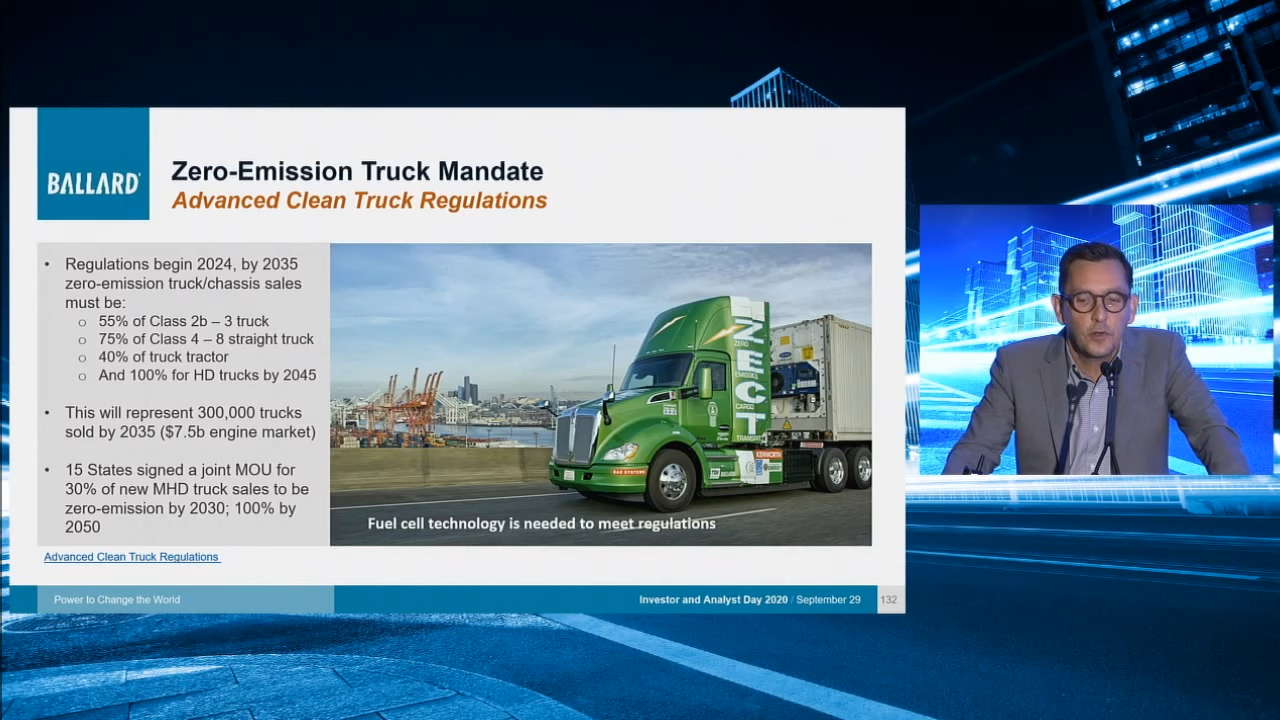 BALLARD
Zero-Emission Truck Mandate
Advanced Clean Truck Regulations
• Regulations begin 2024, by 2035
zero-emission truck/chassis sales
must be:
o 55% of Class 2b – 3 truck
o 75% of Class 4 – 8 straight truck
o 40% of truck tractor
o And 100% for HD trucks by 2045
• This will represent 300,000 trucks
sold by 2035 ($7.5b engine market)
• 15 States signed a joint MOU for
30% of new MHD truck sales to be
zero-emission by 2030; 100% by
2050
ZECT
ZERO
CARGO
TRANSPORT
KENWORTH
Fuel cell technology is needed to meet regulations
Advanced Clean Truck Regulations
Power to Change the World
Investor and Analyst Day 2020 / September 29
132